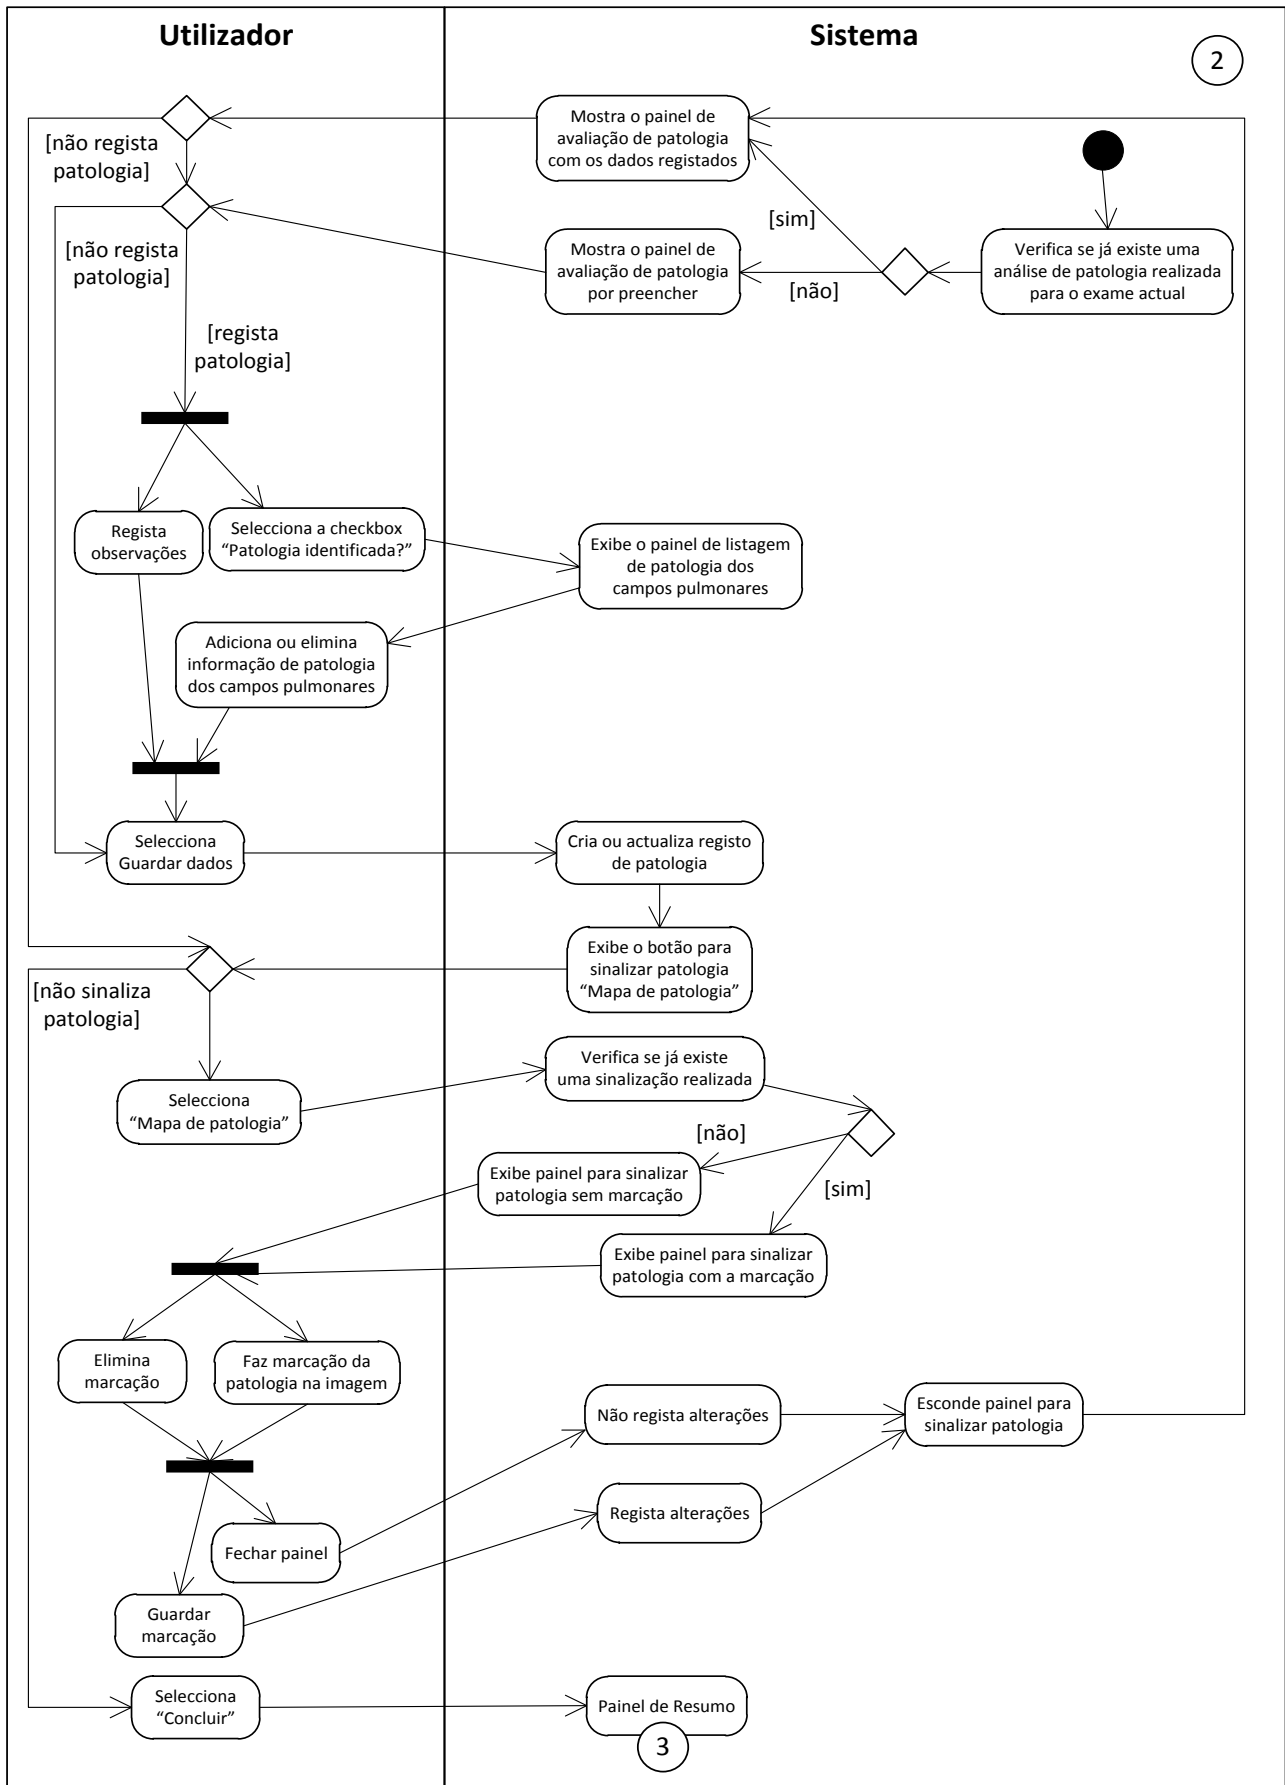 Utilizador
Sistema
2
[não regista
patologia]
Mostra o painel de
avaliação de patologia
com os dados registados
[sim]
[não regista
patologia]
Mostra o painel de
avaliação de patologia
por preencher
[não]
Verifica se já existe uma
análise de patologia realizada
para o exame actual
[regista
patologia]
Regista
observações
Selecciona a checkbox
“Patologia identificada?”
Exibe o painel de listagem
de patologia dos
campos pulmonares
Adiciona ou elimina
informação de patologia
dos campos pulmonares
Selecciona
Guardar dados
Cria ou actualiza registo
de patologia
Exibe o botão para
sinalizar patologia
“Mapa de patologia”
[não sinaliza
patologia]
Selecciona
“Mapa de patologia”
Verifica se já existe
uma sinalização realizada
[não]
Exibe painel para sinalizar
patologia sem marcação
[sim]
Exibe painel para sinalizar
patologia com a marcação
Elimina
marcação
Faz marcação da
patologia na imagem
Não regista alterações
Esconde painel para
sinalizar patologia
Regista alterações
Fechar painel
Guardar
marcação
Selecciona
“Concluir”
Painel de Resumo
3